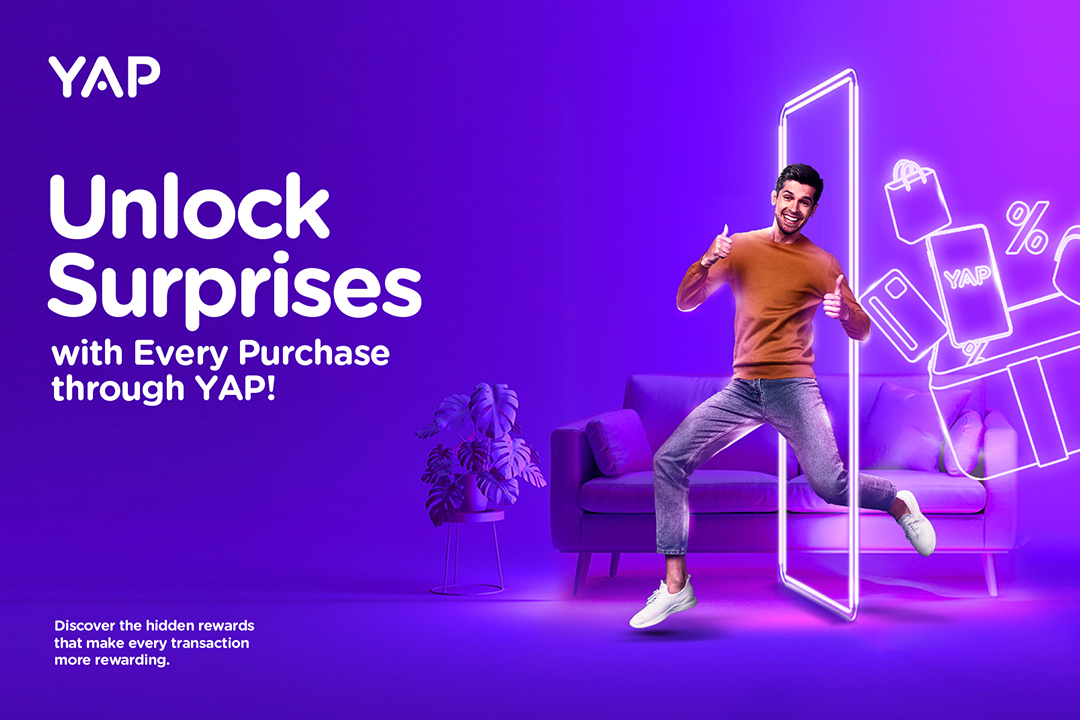 YAP
Unlock
Surprises
with Every Purchase
through YAP!
YAP
%
%
Discover the hidden rewards
that make every transaction
more rewarding.